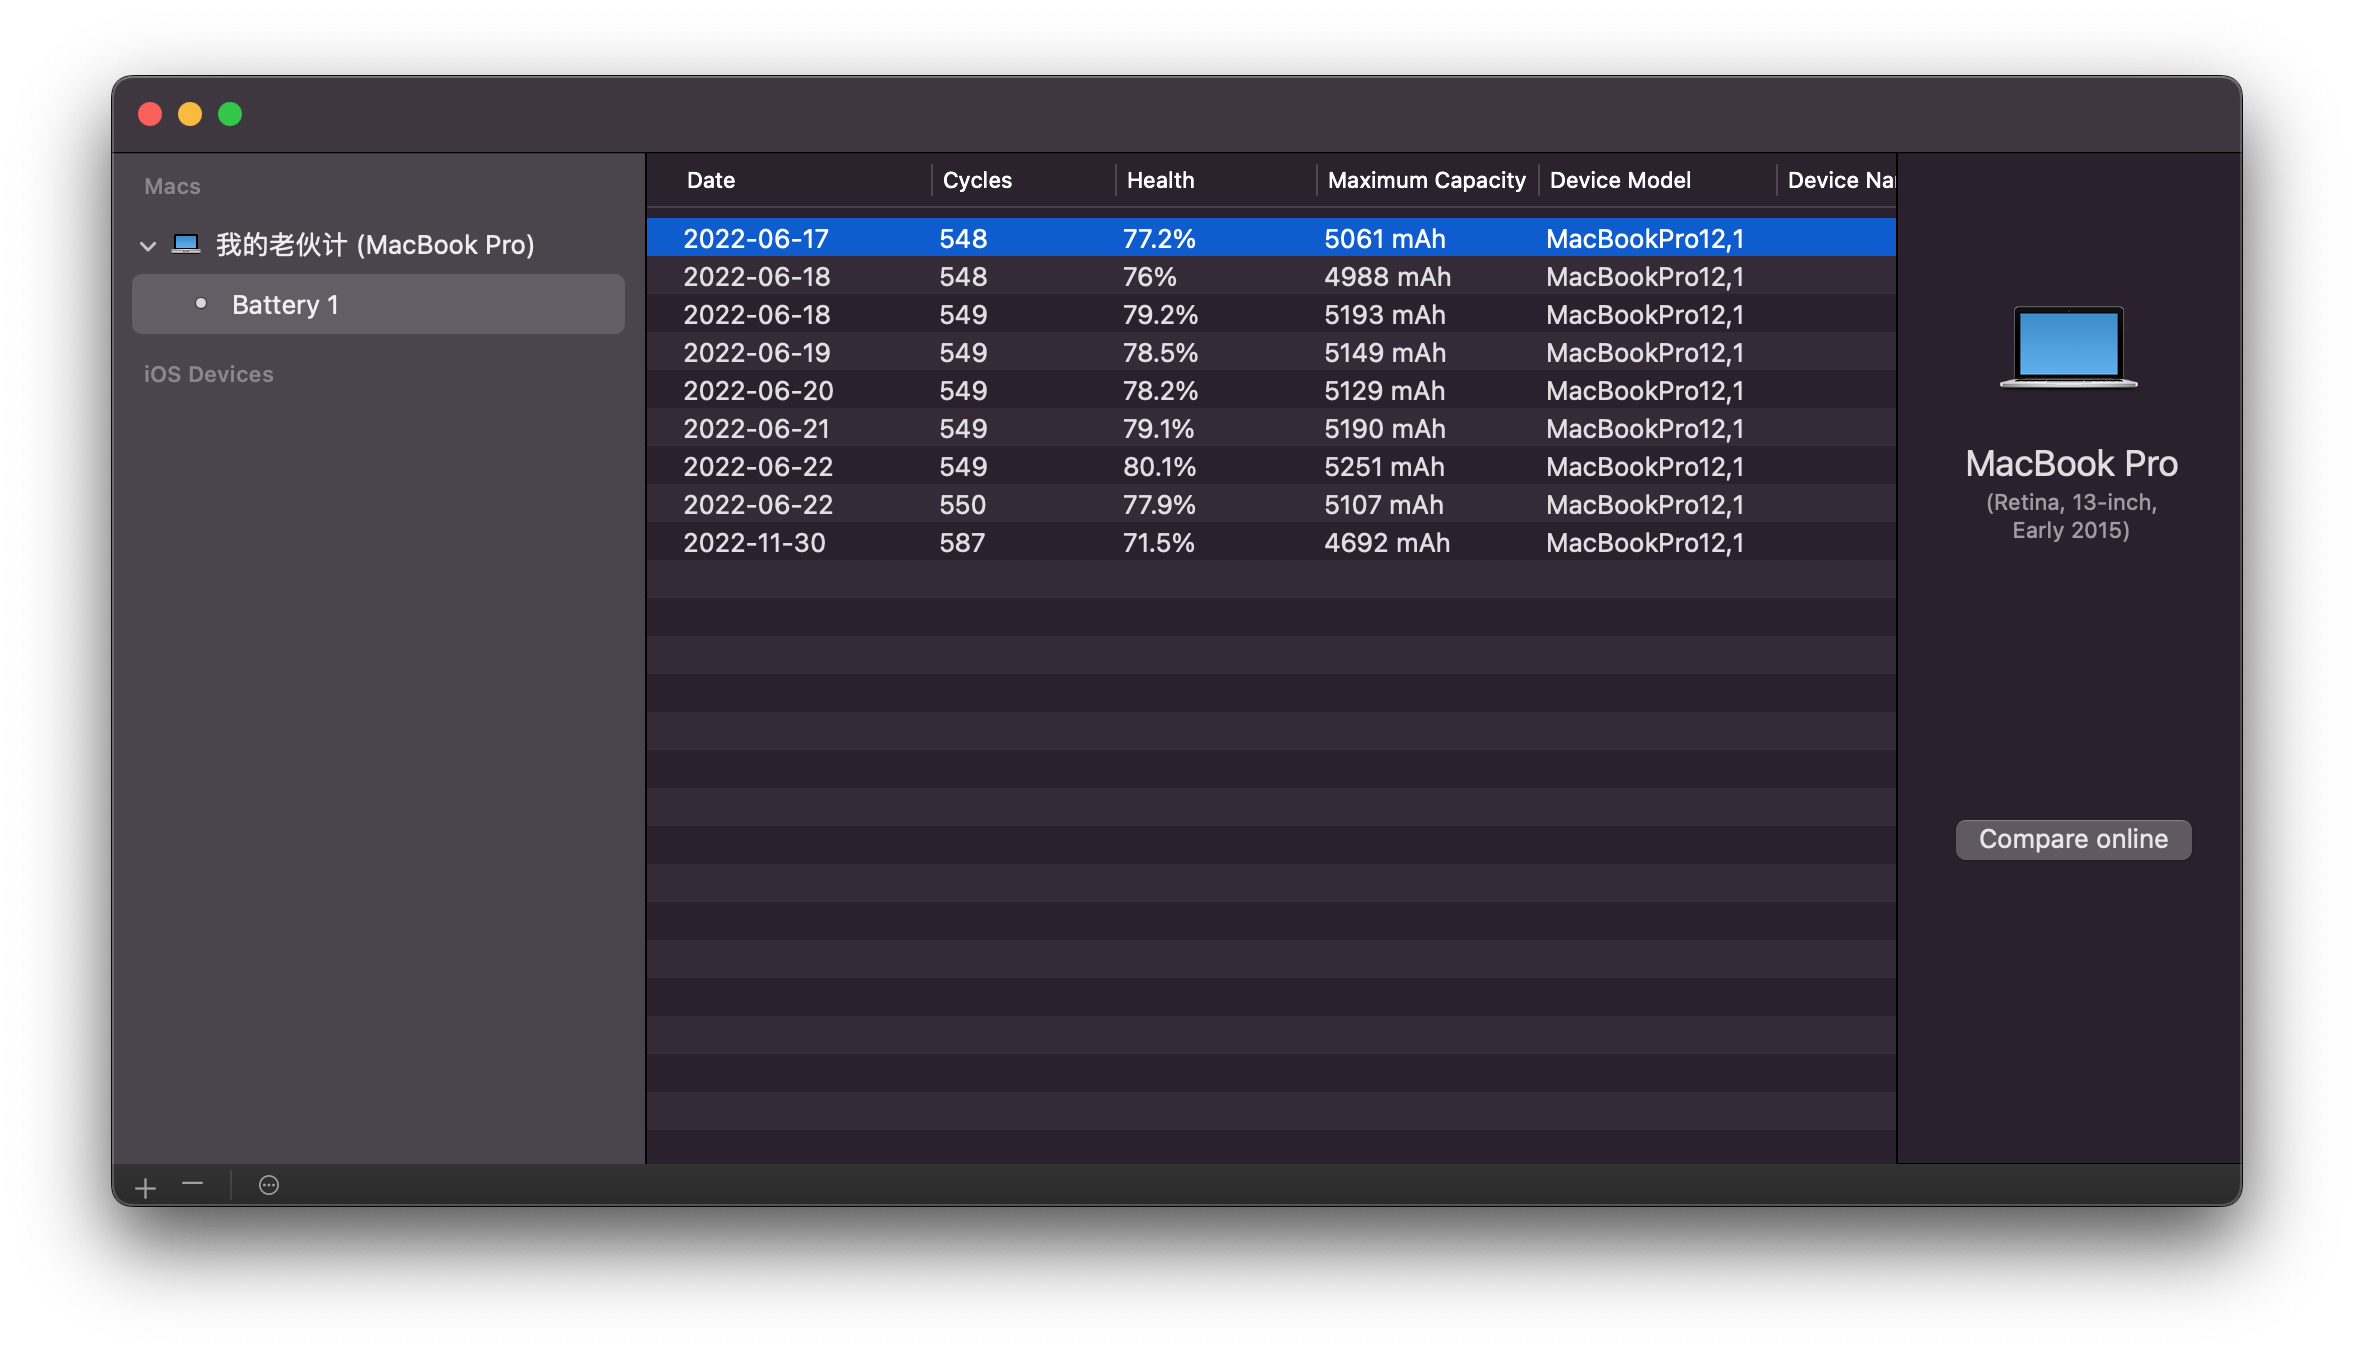 Macs
我的老伙计 (MacBook Pro)
Battery 1
iOS Devices
Date Cycles Health Maximum Capacity Device Model Device Na
2022-06-17 548 77.2% 5061 mAh MacBookPro12,1
2022-06-18 548 76% 4988 mAh MacBookPro12,1
2022-06-18 549 79.2% 5193 mAh MacBookPro12,1
2022-06-19 549 78.5% 5149 mAh MacBookPro12,1
2022-06-20 549 78.2% 5129 mAh MacBookPro12,1
2022-06-21 549 79.1% 5190 mAh MacBookPro12,1
2022-06-22 549 80.1% 5251 mAh MacBookPro12,1
2022-06-22 550 77.9% 5107 mAh MacBookPro12,1
2022-11-30 587 71.5% 4692 mAh MacBookPro12,1
MacBook Pro
(Retina, 13-inch,
Early 2015)
Compare online